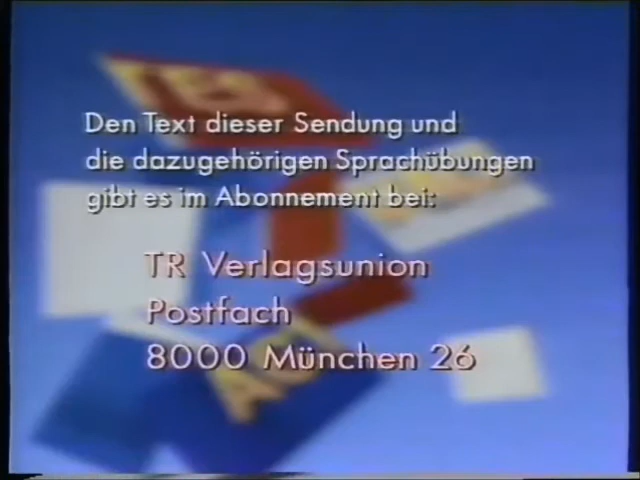 Den Text dieser Sendung und
die dazugehörigen Sprachübungen
gibt es im Abonnement bei:
TR Verlagsunion
Postfach
8000 München 26